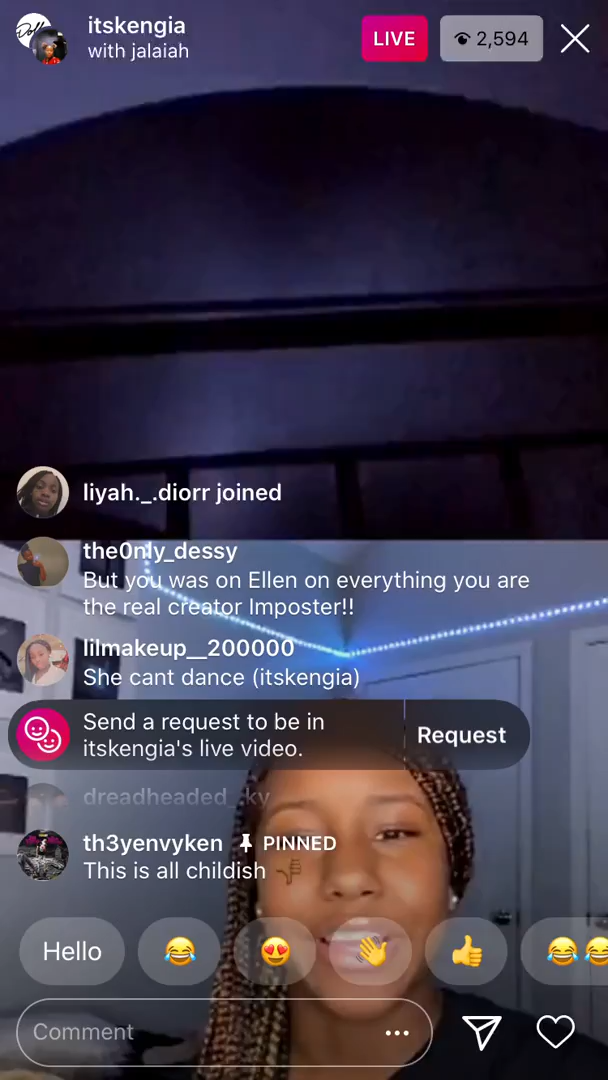 itskengia
with jalaiah
LIVE
2,594
liyah._.diorr joined
the0nly_dessy
But you was on Ellen on everything you are
the real creator Imposter!!
lilmakeup__200000
She cant dance (itskengia)
Send a request to be in
itskengia's live video.
Request
dreadheaded_ky
th3yenvyken PINNED
This is all childish 👎🏾
Hello 😂 😍 👋 👍 😂😂
Comment